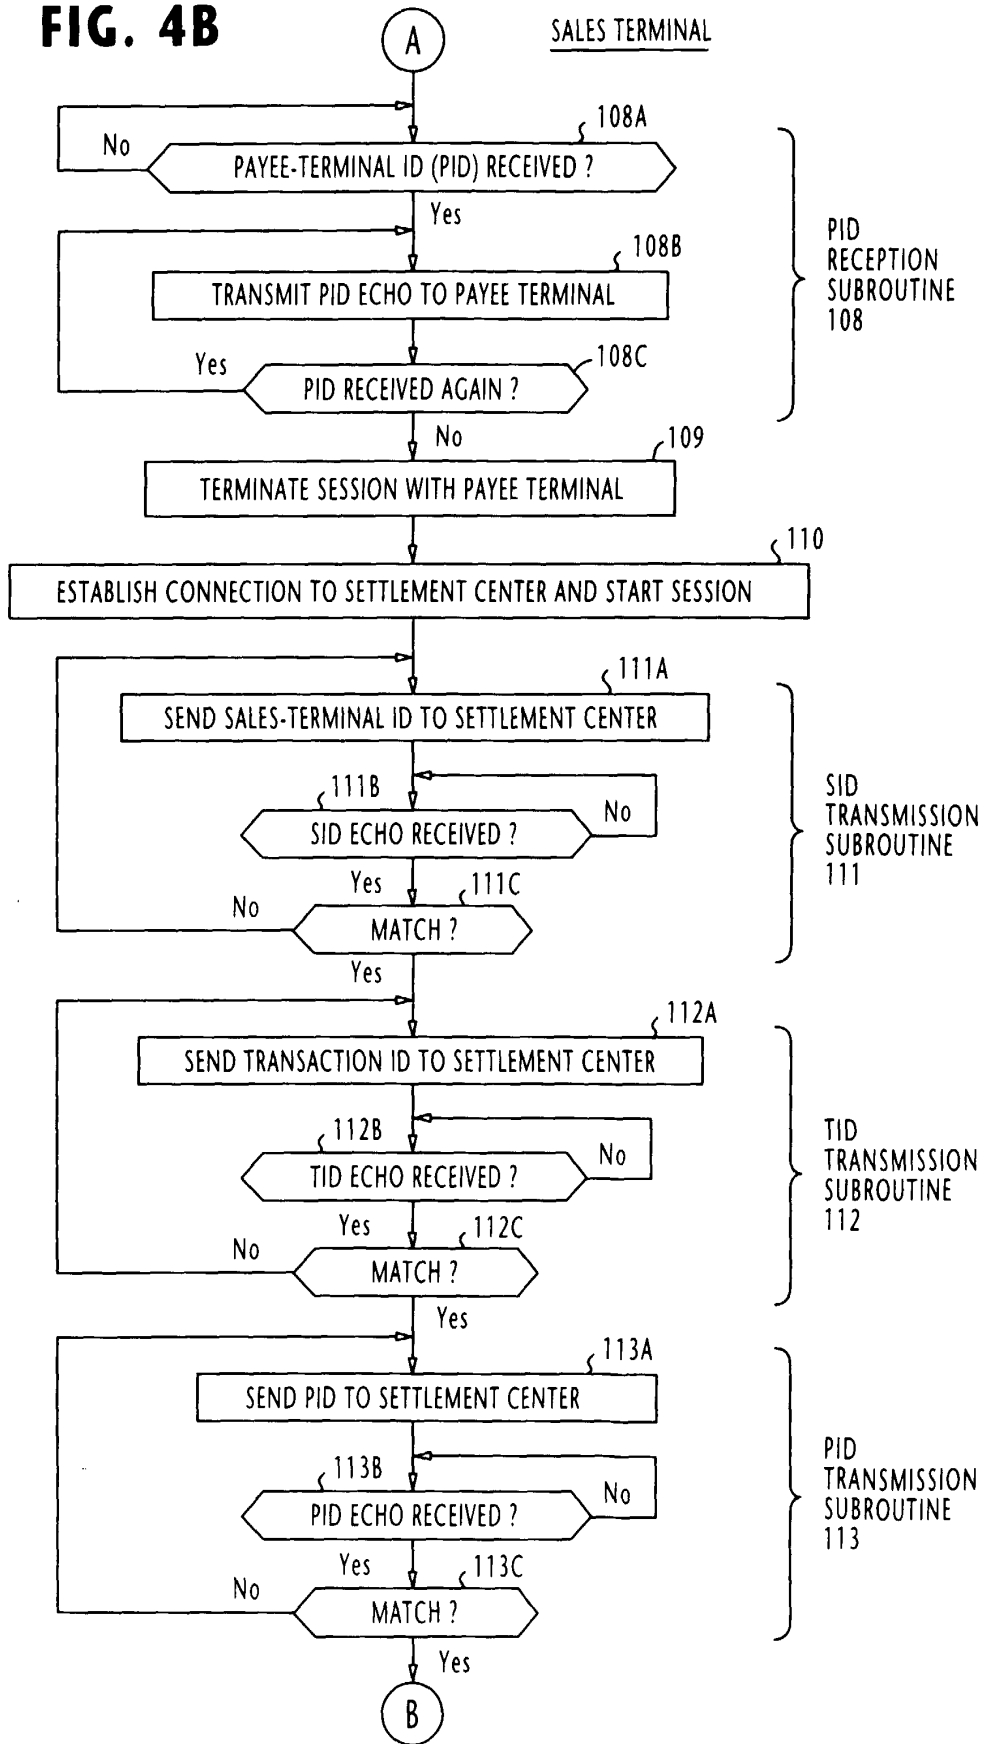 FIG. 4B
A
SALES TERMINAL
108A
No
PAYEE-TERMINAL ID (PID) RECEIVED ?
Yes
108B
TRANSMIT PID ECHO TO PAYEE TERMINAL
PID
RECEPTION
SUBROUTINE
108
Yes
108C
PID RECEIVED AGAIN ?
No
109
TERMINATE SESSION WITH PAYEE TERMINAL
110
ESTABLISH CONNECTION TO SETTLEMENT CENTER AND START SESSION
111A
SEND SALES-TERMINAL ID TO SETTLEMENT CENTER
111B
No
SID ECHO RECEIVED ?
SID
TRANSMISSION
SUBROUTINE
111
Yes
111C
No
MATCH ?
Yes
112A
SEND TRANSACTION ID TO SETTLEMENT CENTER
112B
No
TID ECHO RECEIVED ?
TID
TRANSMISSION
SUBROUTINE
112
Yes
112C
No
MATCH ?
Yes
113A
SEND PID TO SETTLEMENT CENTER
113B
No
PID ECHO RECEIVED ?
PID
TRANSMISSION
SUBROUTINE
113
Yes
113C
No
MATCH ?
Yes
B